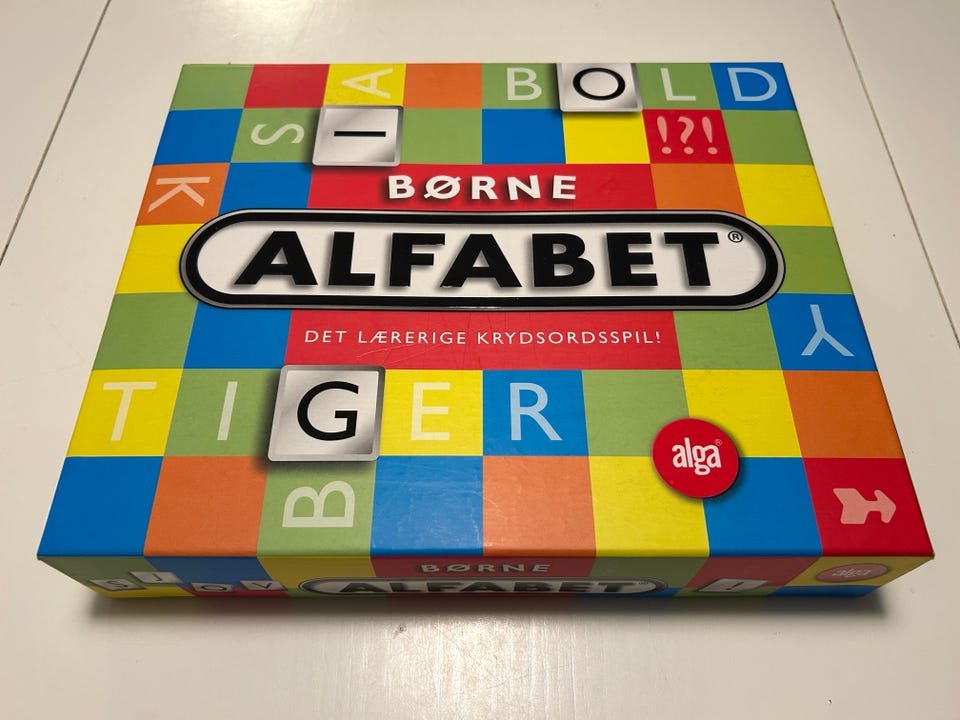 A B O L D
S I !?!
K
BØRNE
ALFABET®
DET LÆRERIGE KRYDSORDSSPIL!
Y
T I G E R
alga®
B
BØRNE
S J O V !
ALFABET®
alga